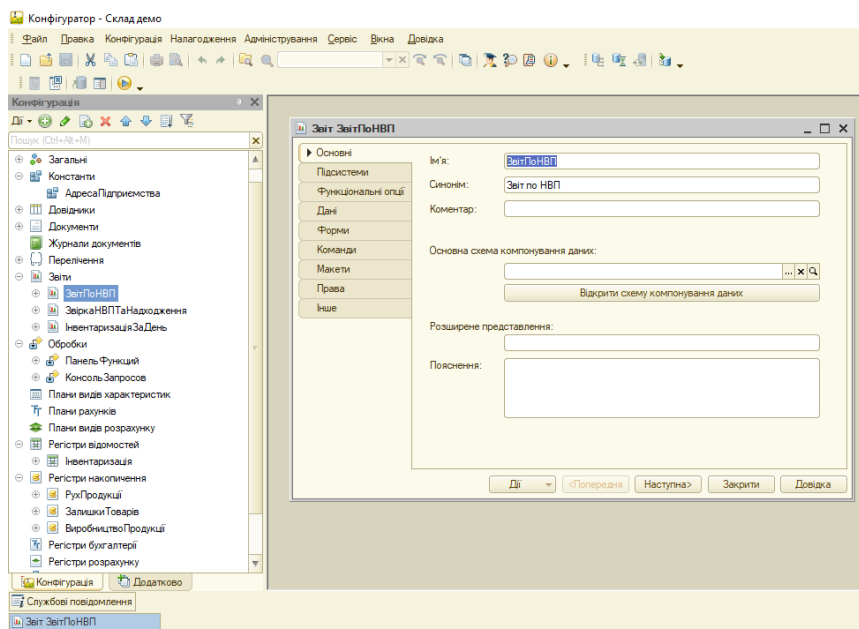 Конфігуратор - Склад демо
Файл Правка Конфігурація Налагодження Адміністрування Сервіс Вікна Довідка
Конфігурація
Дії
Пошук (Ctrl+Alt+M)
Загальні
Константи
АдресаПідприємства
Довідники
Документи
Журнали документів
Перелічення
Звіти
ЗвітПоНВП
ЗвіркаНВПТаНадходження
ІнвентаризаціяЗаДень
Обробки
ПанельФункций
КонсольЗапросов
Плани видів характеристик
Плани рахунків
Плани видів розрахунку
Регістри відомостей
Інвентаризація
Регістри накопичення
РухПродукції
ЗалишкиТоварів
ВиробництвоПродукції
Регістри бухгалтерії
Регістри розрахунку
Конфігурація Додатково
Службові повідомлення
Звіт ЗвітПоНВП
Звіт ЗвітПоНВП
Основні
Підсистеми
Функціональні опції
Дані
Форми
Команди
Макети
Права
Інше
Ім'я: ЗвітПоНВП
Синонім: Звіт по НВП
Коментар:
Основна схема компонування даних:
Відкрити схему компонування даних
Розширене представлення:
Пояснення:
Дії <Попередня Наступна> Закрити Довідка